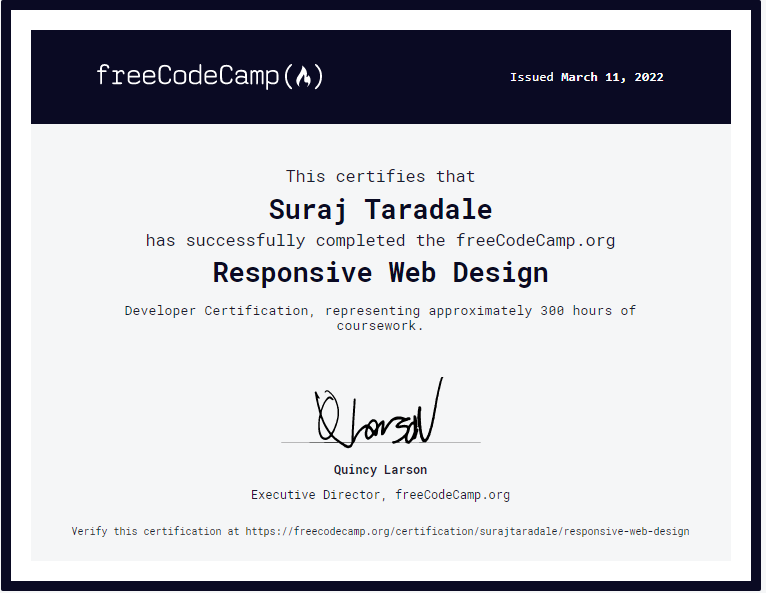 freeCodeCamp(🔥)
Issued March 11, 2022
This certifies that
Suraj Taradale
has successfully completed the freeCodeCamp.org
Responsive Web Design
Developer Certification, representing approximately 300 hours of
coursework.
Q Larson
Quincy Larson
Executive Director, freeCodeCamp.org
Verify this certification at https://freecodecamp.org/certification/surajtaradale/responsive-web-design